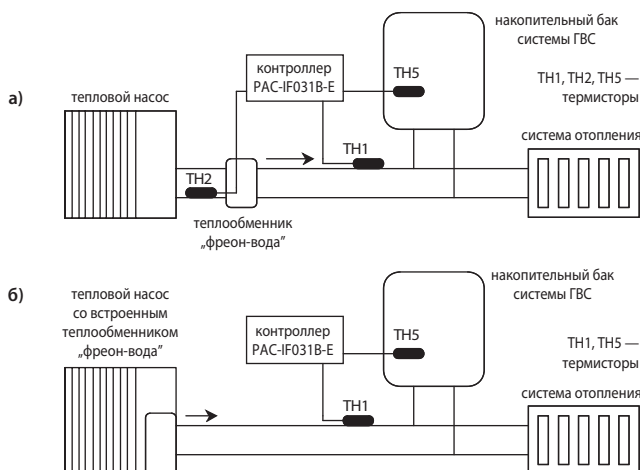 а)
тепловой насос
контроллер
PAC-IF031B-E
TH5
накопительный бак
системы ГВС
TH1, TH2, TH5 —
термисторы
TH1
TH2
система отопления
теплообменник
„фреон-вода”
б)
тепловой насос
со встроенным
теплообменником
„фреон-вода”
контроллер
PAC-IF031B-E
TH5
накопительный бак
системы ГВС
TH1, TH5 —
термисторы
TH1
система отопления